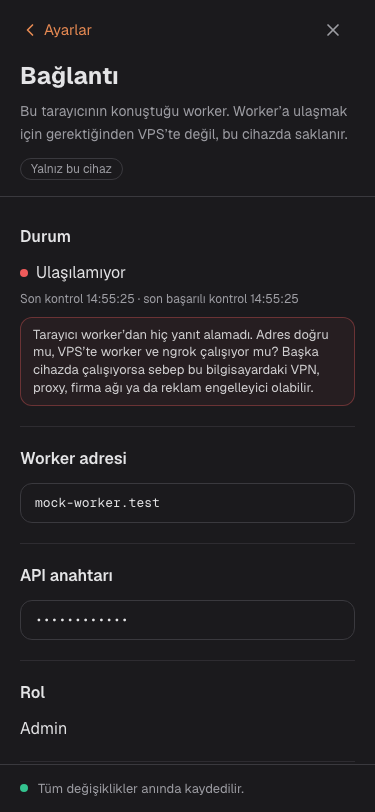 Ayarlar
Bağlantı
Bu tarayıcının konuştuğu worker. Worker'a ulaşmak
için gerektiğinden VPS'te değil, bu cihazda saklanır.
Yalnız bu cihaz
Durum
Ulaşılamıyor
Son kontrol 14:55:25 · son başarılı kontrol 14:55:25
Tarayıcı worker'dan hiç yanıt alamadı. Adres doğru
mu, VPS'te worker ve ngrok çalışıyor mu? Başka
cihazda çalışıyorsa sebep bu bilgisayardaki VPN,
proxy, firma ağı ya da reklam engelleyici olabilir.
Worker adresi
mock-worker.test
API anahtarı
••••••••••••
Rol
Admin
Tüm değişiklikler anında kaydedilir.